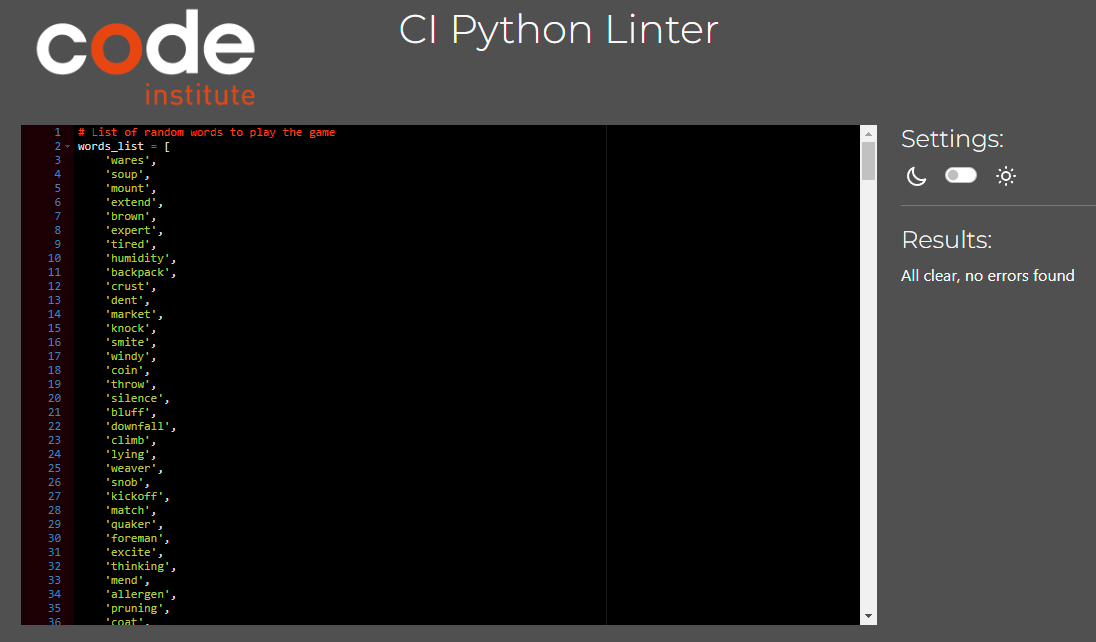 code
institute
CI Python Linter
1 # List of random words to play the game
2 words_list = [
3 'wares',
4 'soup',
5 'mount',
6 'extend',
7 'brown',
8 'expert',
9 'tired',
10 'humidity',
11 'backpack',
12 'crust',
13 'dent',
14 'market',
15 'knock',
16 'smite',
17 'windy',
18 'coin',
19 'throw',
20 'silence',
21 'bluff',
22 'downfall',
23 'climb',
24 'lying',
25 'weaver',
26 'snob',
27 'kickoff',
28 'match',
29 'quaker',
30 'foreman',
31 'excite',
32 'thinking',
33 'mend',
34 'allergen',
35 'pruning',
36 'coat',
Settings:
Results:
All clear, no errors found